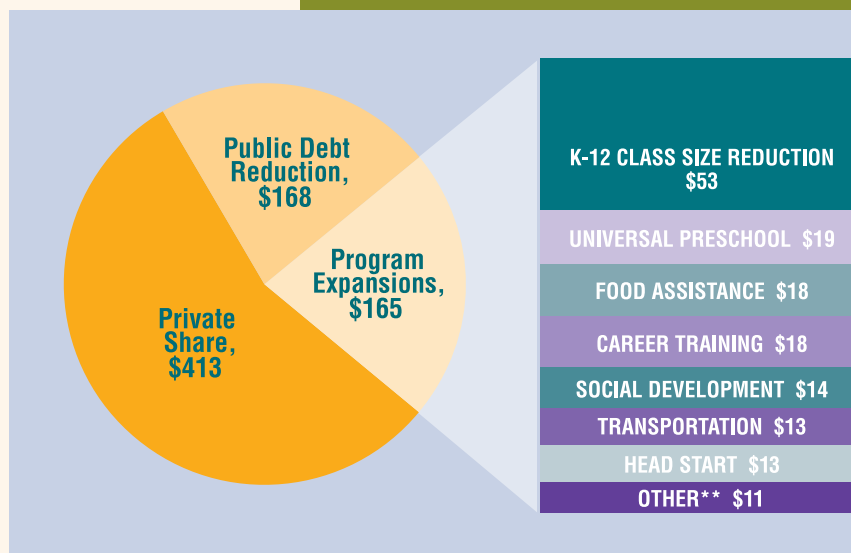 Public Debt
Reduction,
$168
Program
Expansions,
$165
Private
Share,
$413
K-12 CLASS SIZE REDUCTION
$53
UNIVERSAL PRESCHOOL $19
FOOD ASSISTANCE $18
CAREER TRAINING $18
SOCIAL DEVELOPMENT $14
TRANSPORTATION $13
HEAD START $13
OTHER** $11